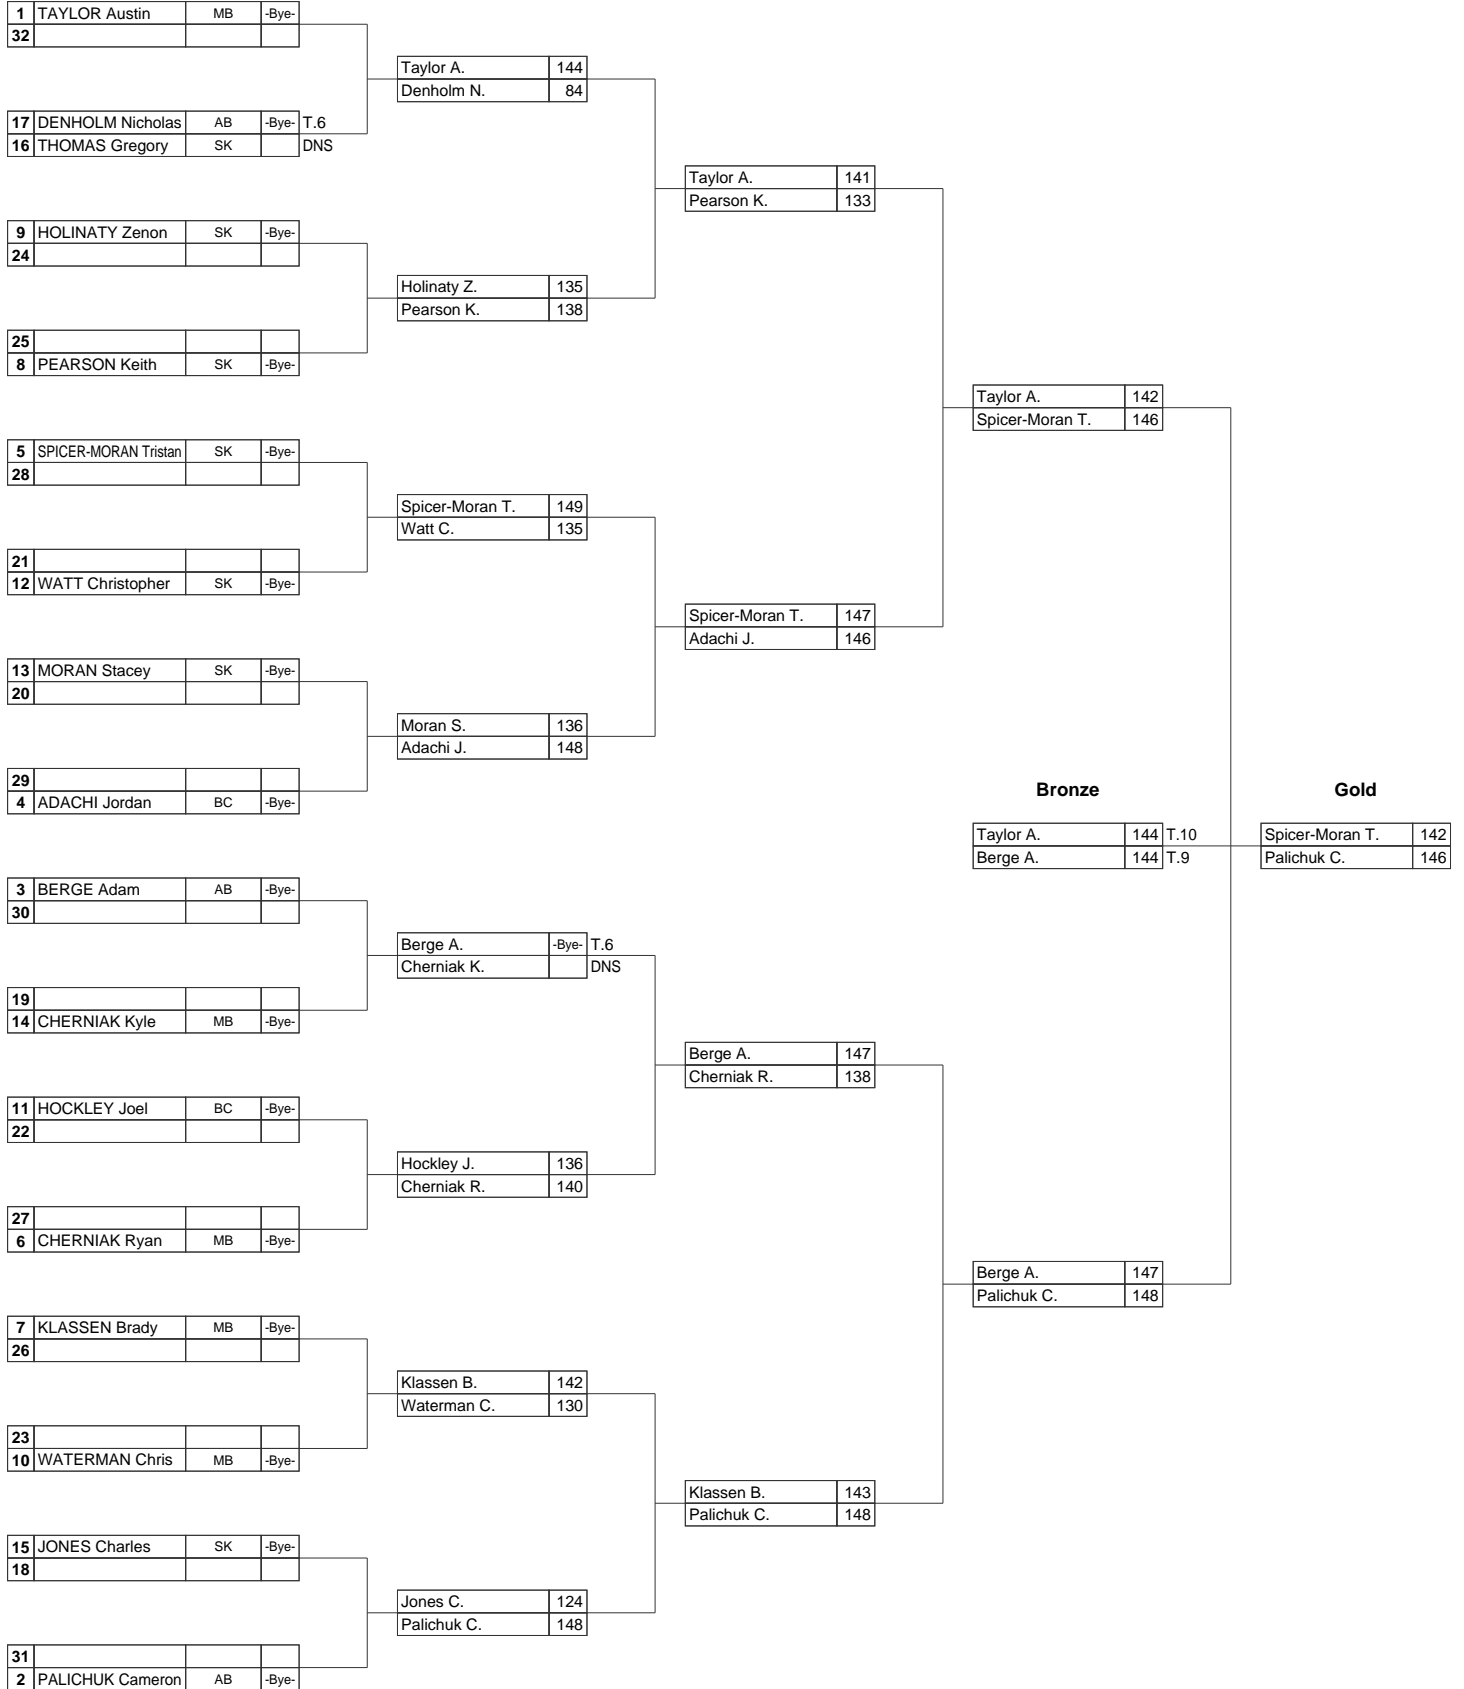 1 TAYLOR Austin MB -Bye-
32
Taylor A. 144
Denholm N. 84
17 DENHOLM Nicholas AB -Bye- T.6
16 THOMAS Gregory SK DNS
Taylor A. 141
Pearson K. 133
9 HOLINATY Zenon SK -Bye-
24
Holinaty Z. 135
Pearson K. 138
25
8 PEARSON Keith SK -Bye-
Taylor A. 142
Spicer-Moran T. 146
5 SPICER-MORAN Tristan SK -Bye-
28
Spicer-Moran T. 149
Watt C. 135
21
12 WATT Christopher SK -Bye-
Spicer-Moran T. 147
Adachi J. 146
13 MORAN Stacey SK -Bye-
20
Moran S. 136
Adachi J. 148
29
4 ADACHI Jordan BC -Bye-
Bronze Gold
Taylor A. 144 T.10 Spicer-Moran T. 142
Berge A. 144 T.9 Palichuk C. 146
3 BERGE Adam AB -Bye-
30
Berge A. -Bye- T.6
Cherniak K. DNS
19
14 CHERNIAK Kyle MB -Bye-
Berge A. 147
Cherniak R. 138
11 HOCKLEY Joel BC -Bye-
22
Hockley J. 136
Cherniak R. 140
27
6 CHERNIAK Ryan MB -Bye-
Berge A. 147
Palichuk C. 148
7 KLASSEN Brady MB -Bye-
26
Klassen B. 142
Waterman C. 130
23
10 WATERMAN Chris MB -Bye-
Klassen B. 143
Palichuk C. 148
15 JONES Charles SK -Bye-
18
Jones C. 124
Palichuk C. 148
31
2 PALICHUK Cameron AB -Bye-